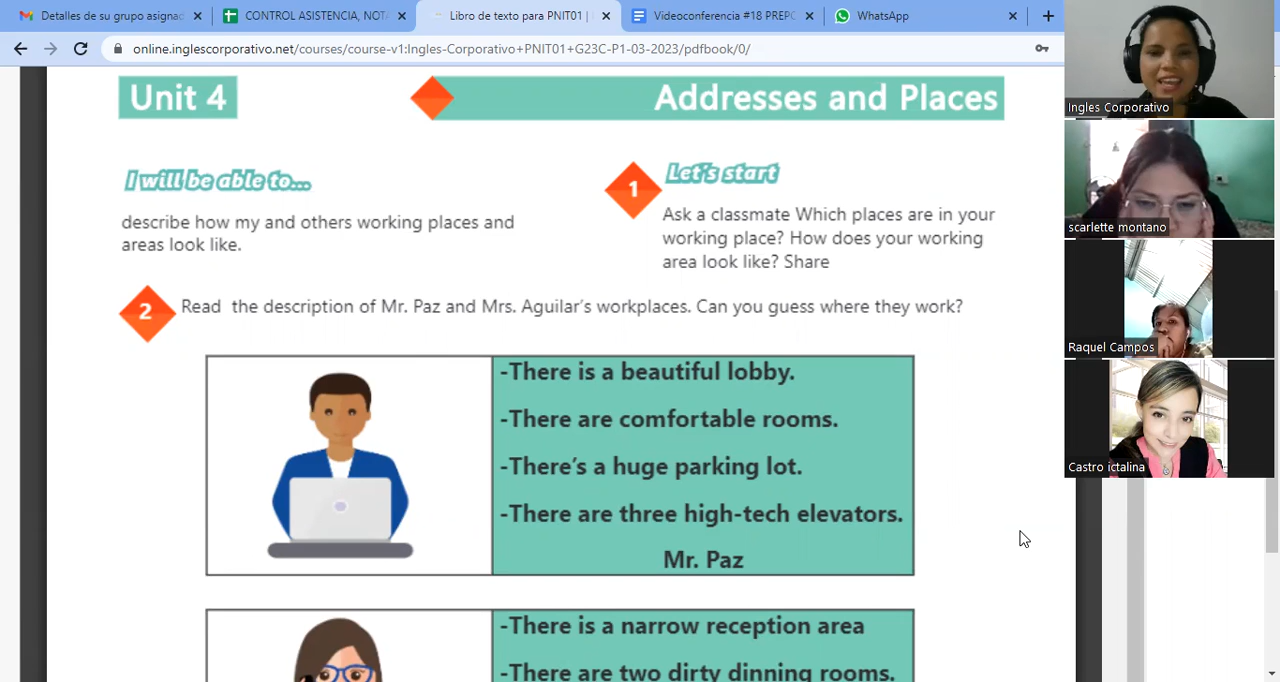 Detalles de su grupo asignad
CONTROL ASISTENCIA, NOTA
Libro de texto para PNIT01 |
Videoconferencia #18 PREPO
WhatsApp
online.inglescorporativo.net/courses/course-v1:Ingles-Corporativo+PNIT01+G23C-P1-03-2023/pdfbook/0/
Unit 4
Addresses and Places
I will be able to...
describe how my and others working places and
areas look like.
1
Let's start
Ask a classmate Which places are in your
working place? How does your working
area look like? Share
2
Read the description of Mr. Paz and Mrs. Aguilar's workplaces. Can you guess where they work?
-There is a beautiful lobby.
-There are comfortable rooms.
-There's a huge parking lot.
-There are three high-tech elevators.
Mr. Paz
-There is a narrow reception area
-There are two dirty dinning rooms.
Ingles Corporativo
scarlette montano
Raquel Campos
Castro ictalina